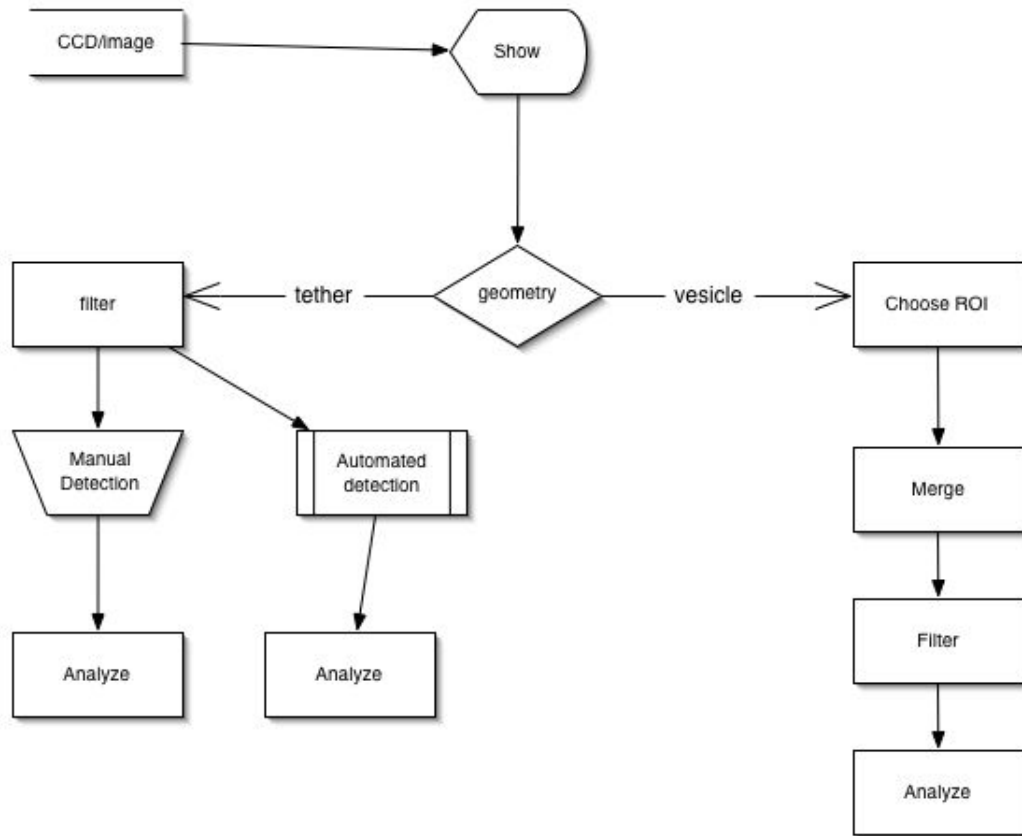 CCD/Image
Show
geometry
tether
vesicle
filter
Choose ROI
Manual
Detection
Automated
detection
Merge
Filter
Analyze
Analyze
Analyze